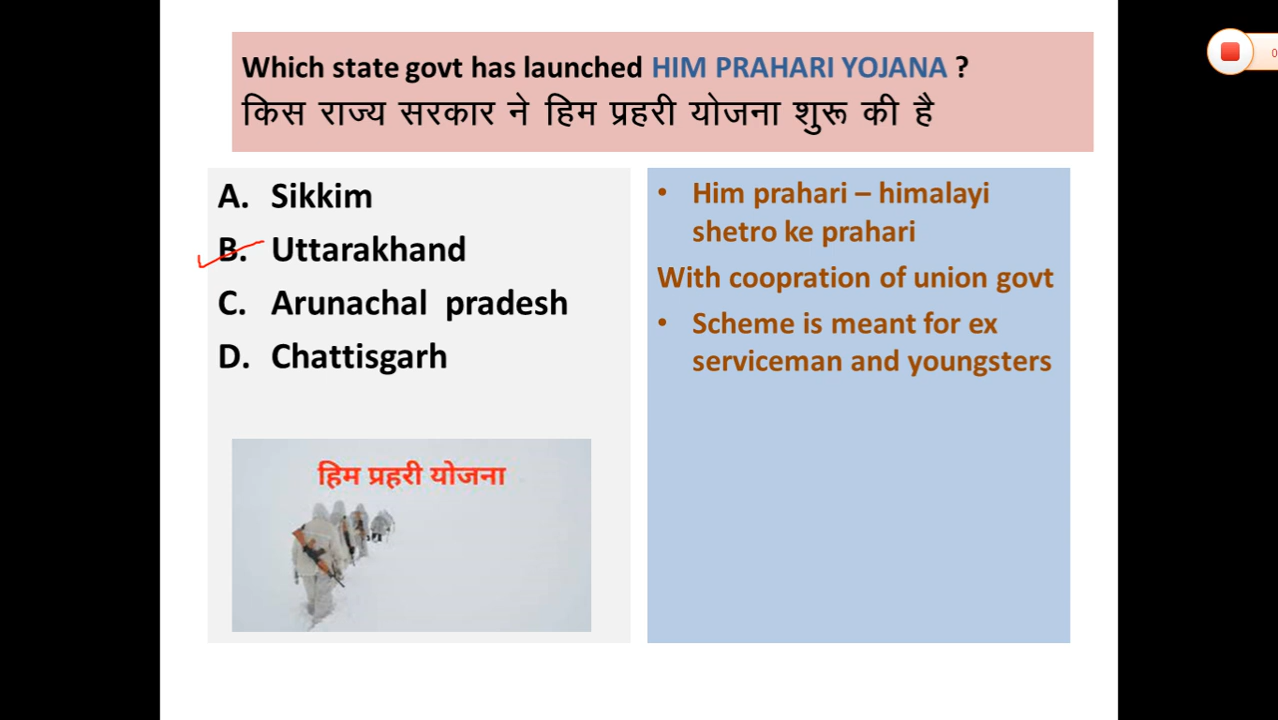 Which state govt has launched HIM PRAHARI YOJANA ?
किस राज्य सरकार ने हिम प्रहरी योजना शुरू की है
A. Sikkim
B. Uttarakhand
C. Arunachal pradesh
D. Chattisgarh
हिम प्रहरी योजना
• Him prahari – himalayi
shetro ke prahari
With coopration of union govt
• Scheme is meant for ex
serviceman and youngsters
0